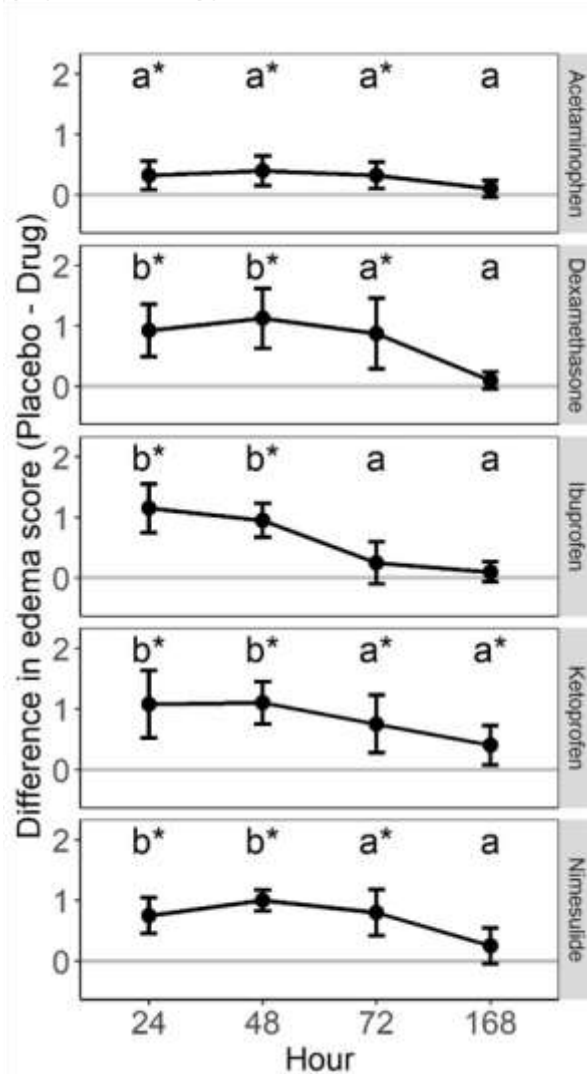 Difference in edema score (Placebo - Drug)
2
1
0
a* a* a* a
Acetaminophen
2
1
0
b* b* a* a
Dexamethasone
2
1
0
b* b* a a
Ibuprofen
2
1
0
b* b* a* a*
Ketoprofen
2
1
0
b* b* a* a
Nimesulide
24 48 72 168
Hour